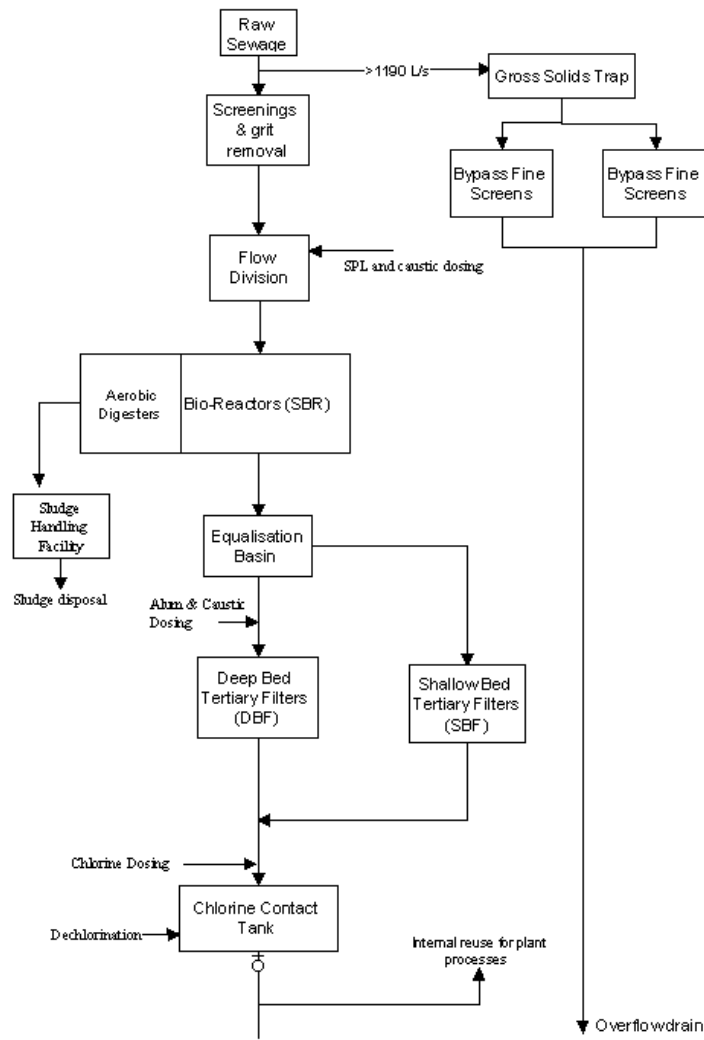 Raw
Sewage
>1190 L/s
Gross Solids Trap
Screenings
& grit
removal
Bypass Fine
Screens
Bypass Fine
Screens
Flow
Division
SPL and caustic dosing
Aerobic
Digesters
Bio-Reactors (SBR)
Sludge
Handling
Facility
Sludge disposal
Equalisation
Basin
Alum & Caustic
Dosing
Deep Bed
Tertiary Filters
(DBF)
Shallow Bed
Tertiary Filters
(SBF)
Chlorine Dosing
Chlorine Contact
Tank
Dechlorination
Internal reuse for plant
processes
Overflowdrain